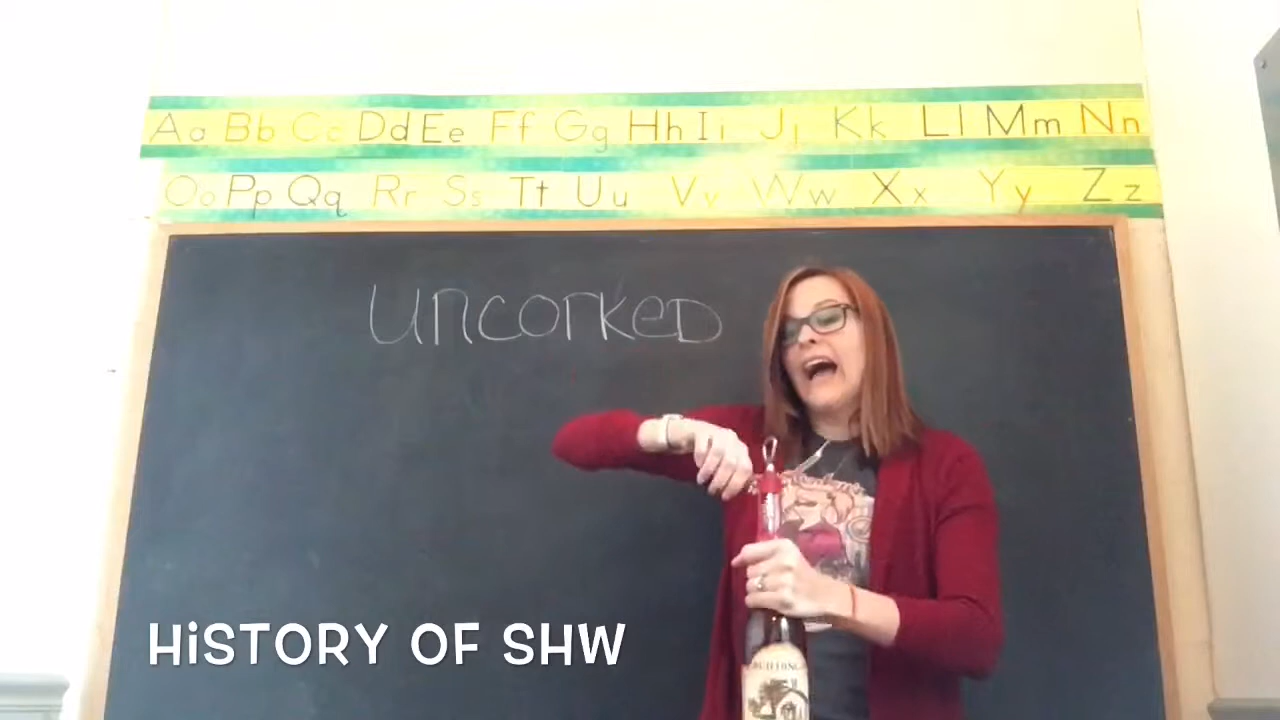 Aa Bb Cc Dd Ee Ff Gg Hh Ii Jj Kk Ll Mm Nn
Oo Pp Qq Rr Ss Tt Uu Vv Ww Xx Yy Zz
Uncorked
HiSTORY OF SHW